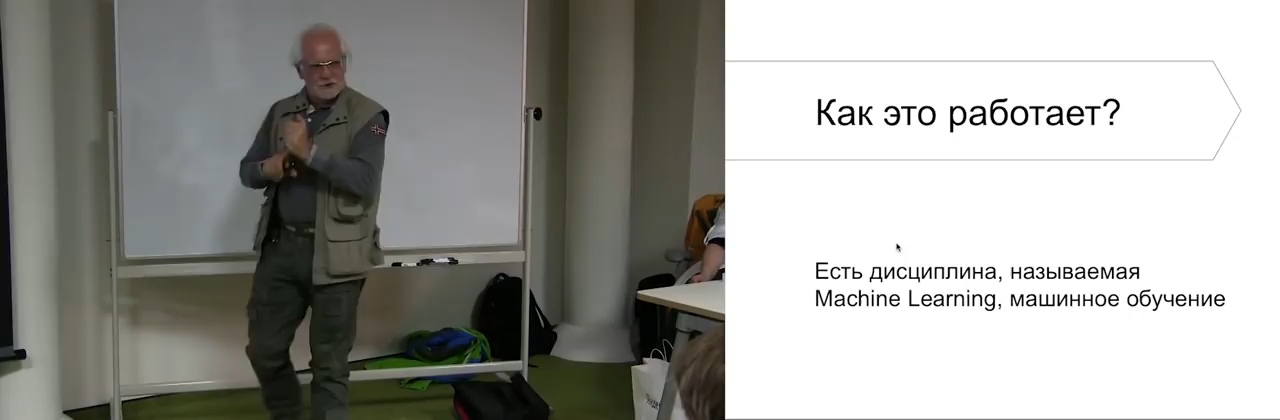 Как это работает?
Есть дисциплина, называемая
Machine Learning, машинное обучение